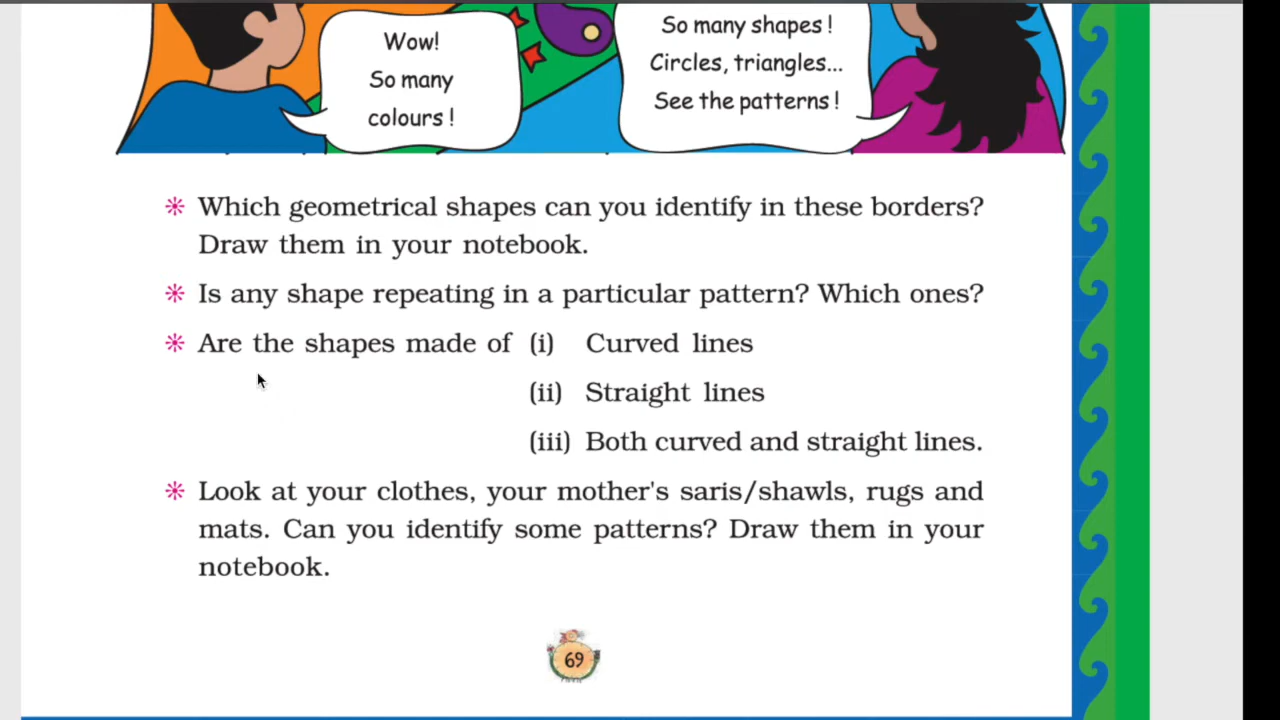 Wow!
So many
colours !
So many shapes !
Circles, triangles...
See the patterns !
Which geometrical shapes can you identify in these borders?
Draw them in your notebook.
Is any shape repeating in a particular pattern? Which ones?
Are the shapes made of (i) Curved lines
(ii) Straight lines
(iii) Both curved and straight lines.
Look at your clothes, your mother's saris/shawls, rugs and
mats. Can you identify some patterns? Draw them in your
notebook.
69